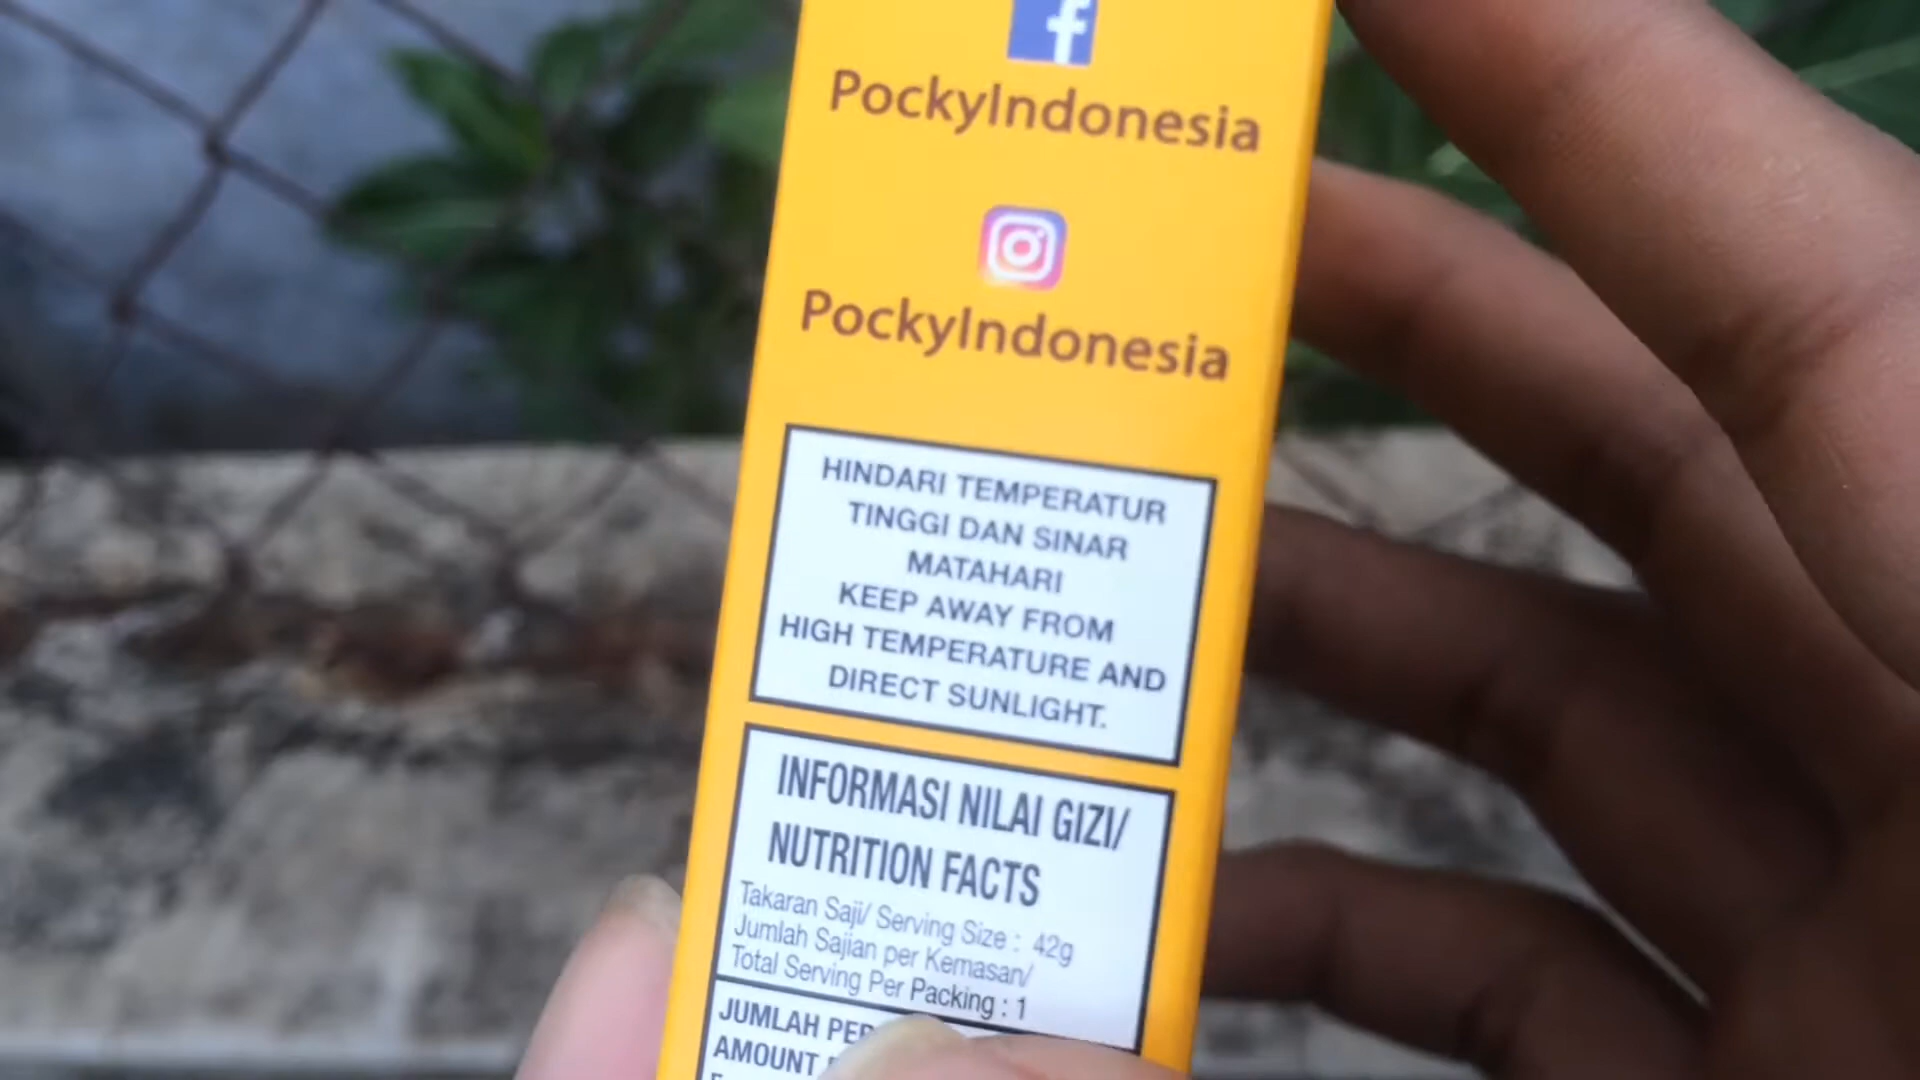 PockyIndonesia
PockyIndonesia
HINDARI TEMPERATUR
TINGGI DAN SINAR
MATAHARI
KEEP AWAY FROM
HIGH TEMPERATURE AND
DIRECT SUNLIGHT.
INFORMASI NILAI GIZI/
NUTRITION FACTS
Takaran Saji/ Serving Size : 42g
Jumlah Sajian per Kemasan/
Total Serving Per Packing : 1
JUMLAH PER
AMOUNT